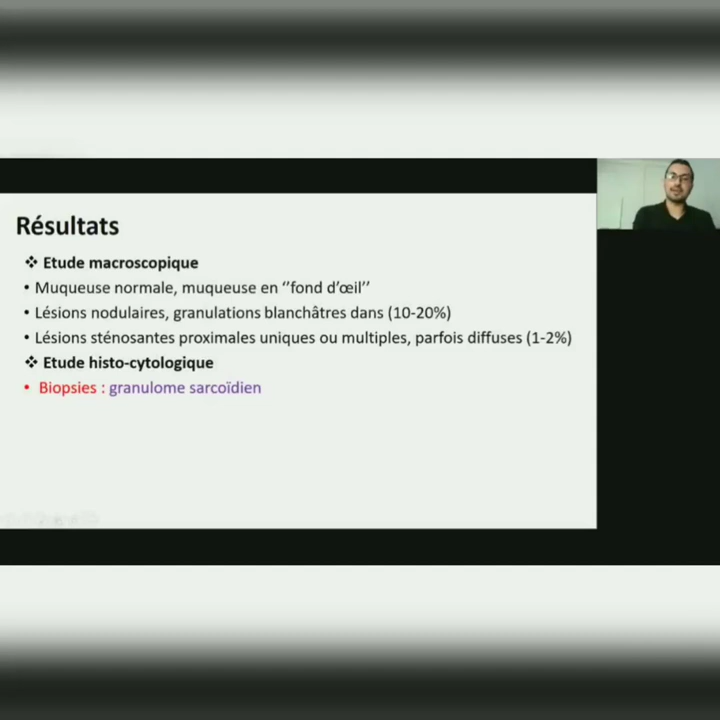 Résultats
❖ Etude macroscopique
• Muqueuse normale, muqueuse en ‘‘fond d’œil’’
• Lésions nodulaires, granulations blanchâtres dans (10-20%)
• Lésions sténosantes proximales uniques ou multiples, parfois diffuses (1-2%)
❖ Etude histo-cytologique
• Biopsies : granulome sarcoïdien